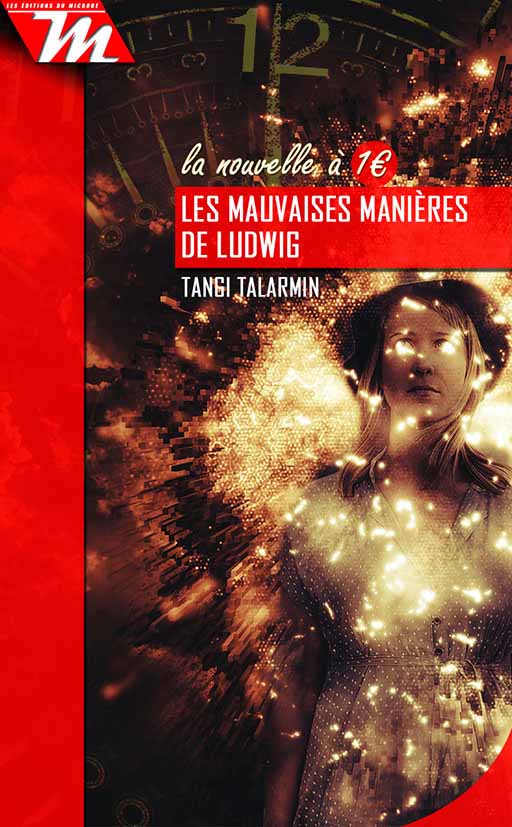 LES ÉDITIONS DU MICROBE
M
12
la nouvelle à 1€
LES MAUVAISES MANIÈRES
DE LUDWIG
TANGI TALARMIN